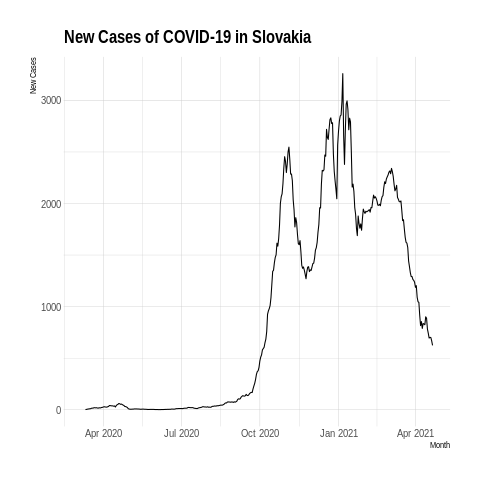 New Cases of COVID-19 in Slovakia
New Cases
3000
2000
1000
0
Apr 2020 Jul 2020 Oct 2020 Jan 2021 Apr 2021
Month